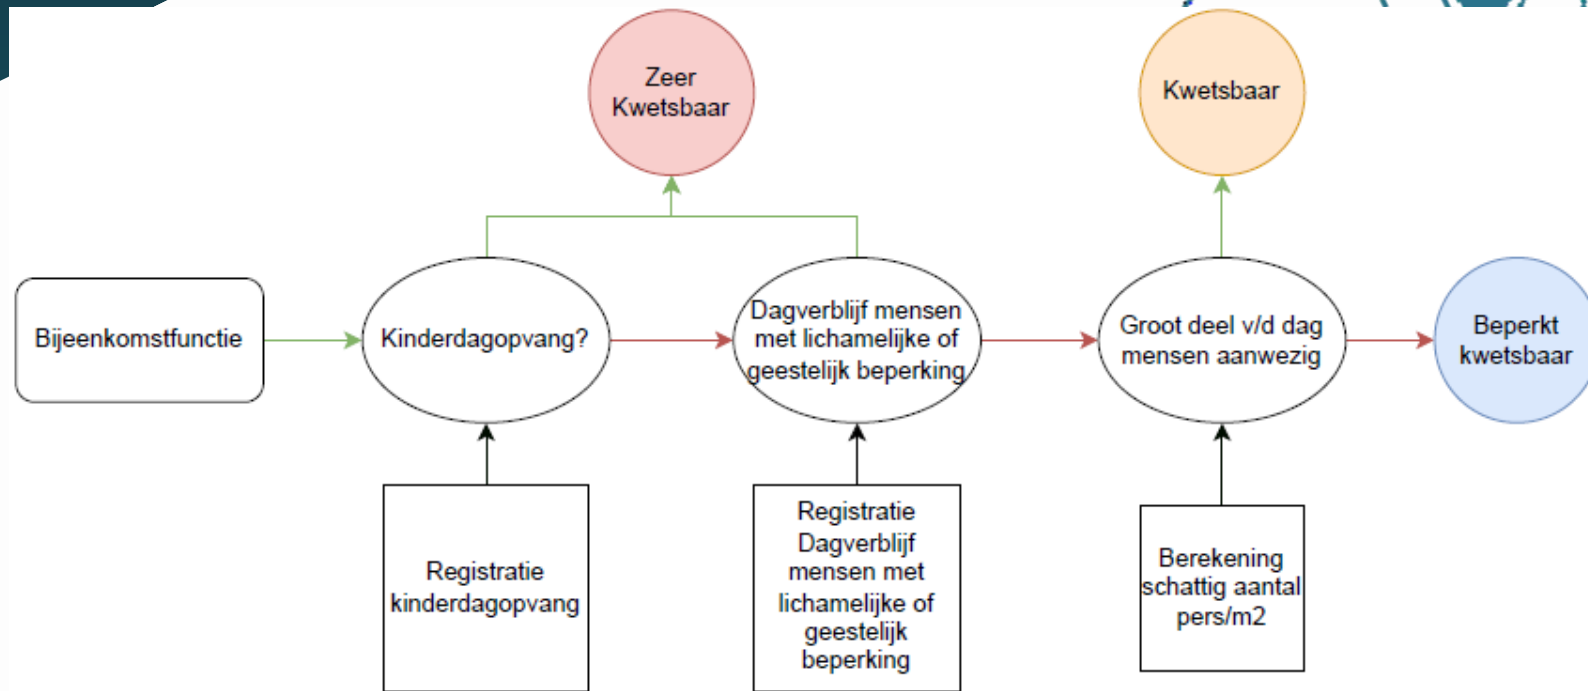 Zeer
Kwetsbaar
Kwetsbaar
Bijeenkomstfunctie
Kinderdagopvang?
Dagverblijf mensen
met lichamelijke of
geestelijk beperking
Groot deel v/d dag
mensen aanwezig
Beperkt
kwetsbaar
Registratie
kinderdagopvang
Registratie
Dagverblijf
mensen met
lichamelijke of
geestelijk
beperking
Berekening
schattig aantal
pers/m2